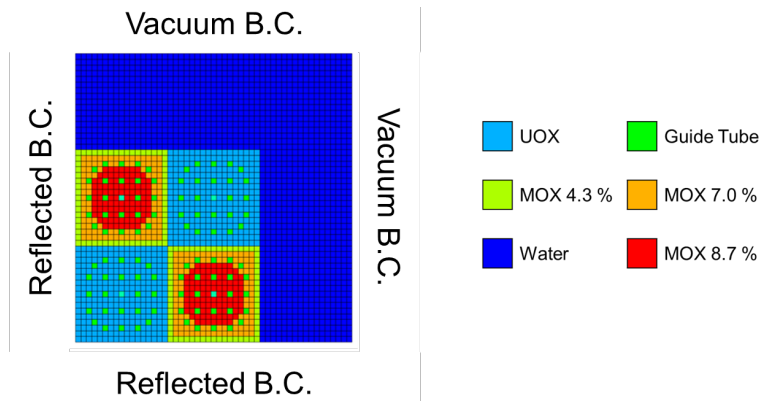 Vacuum B.C.
Reflected B.C.
Vacuum B.C.
Reflected B.C.
UOX
Guide Tube
MOX 4.3 %
MOX 7.0 %
Water
MOX 8.7 %